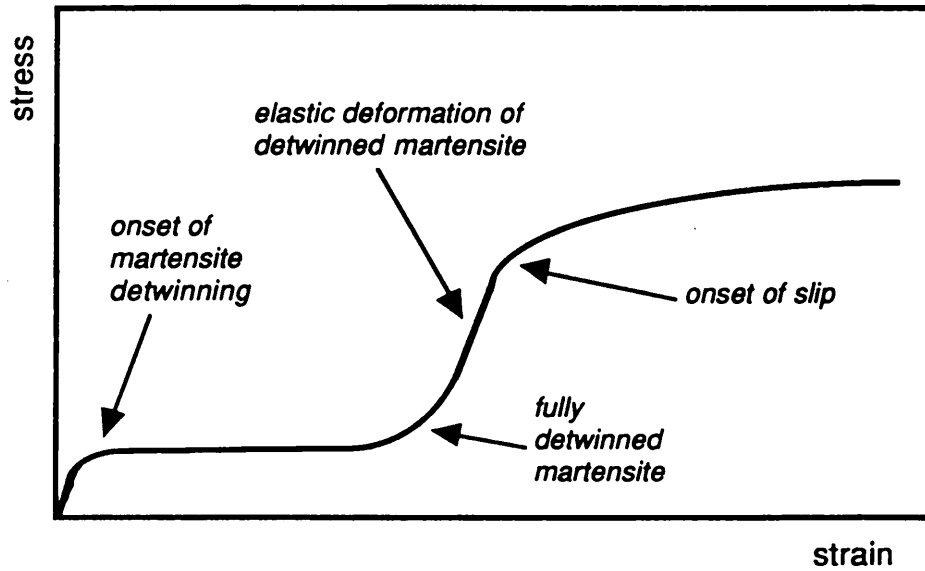 stress
elastic deformation of
detwinned martensite
onset of
martensite
detwinning
onset of slip
fully
detwinned
martensite
strain